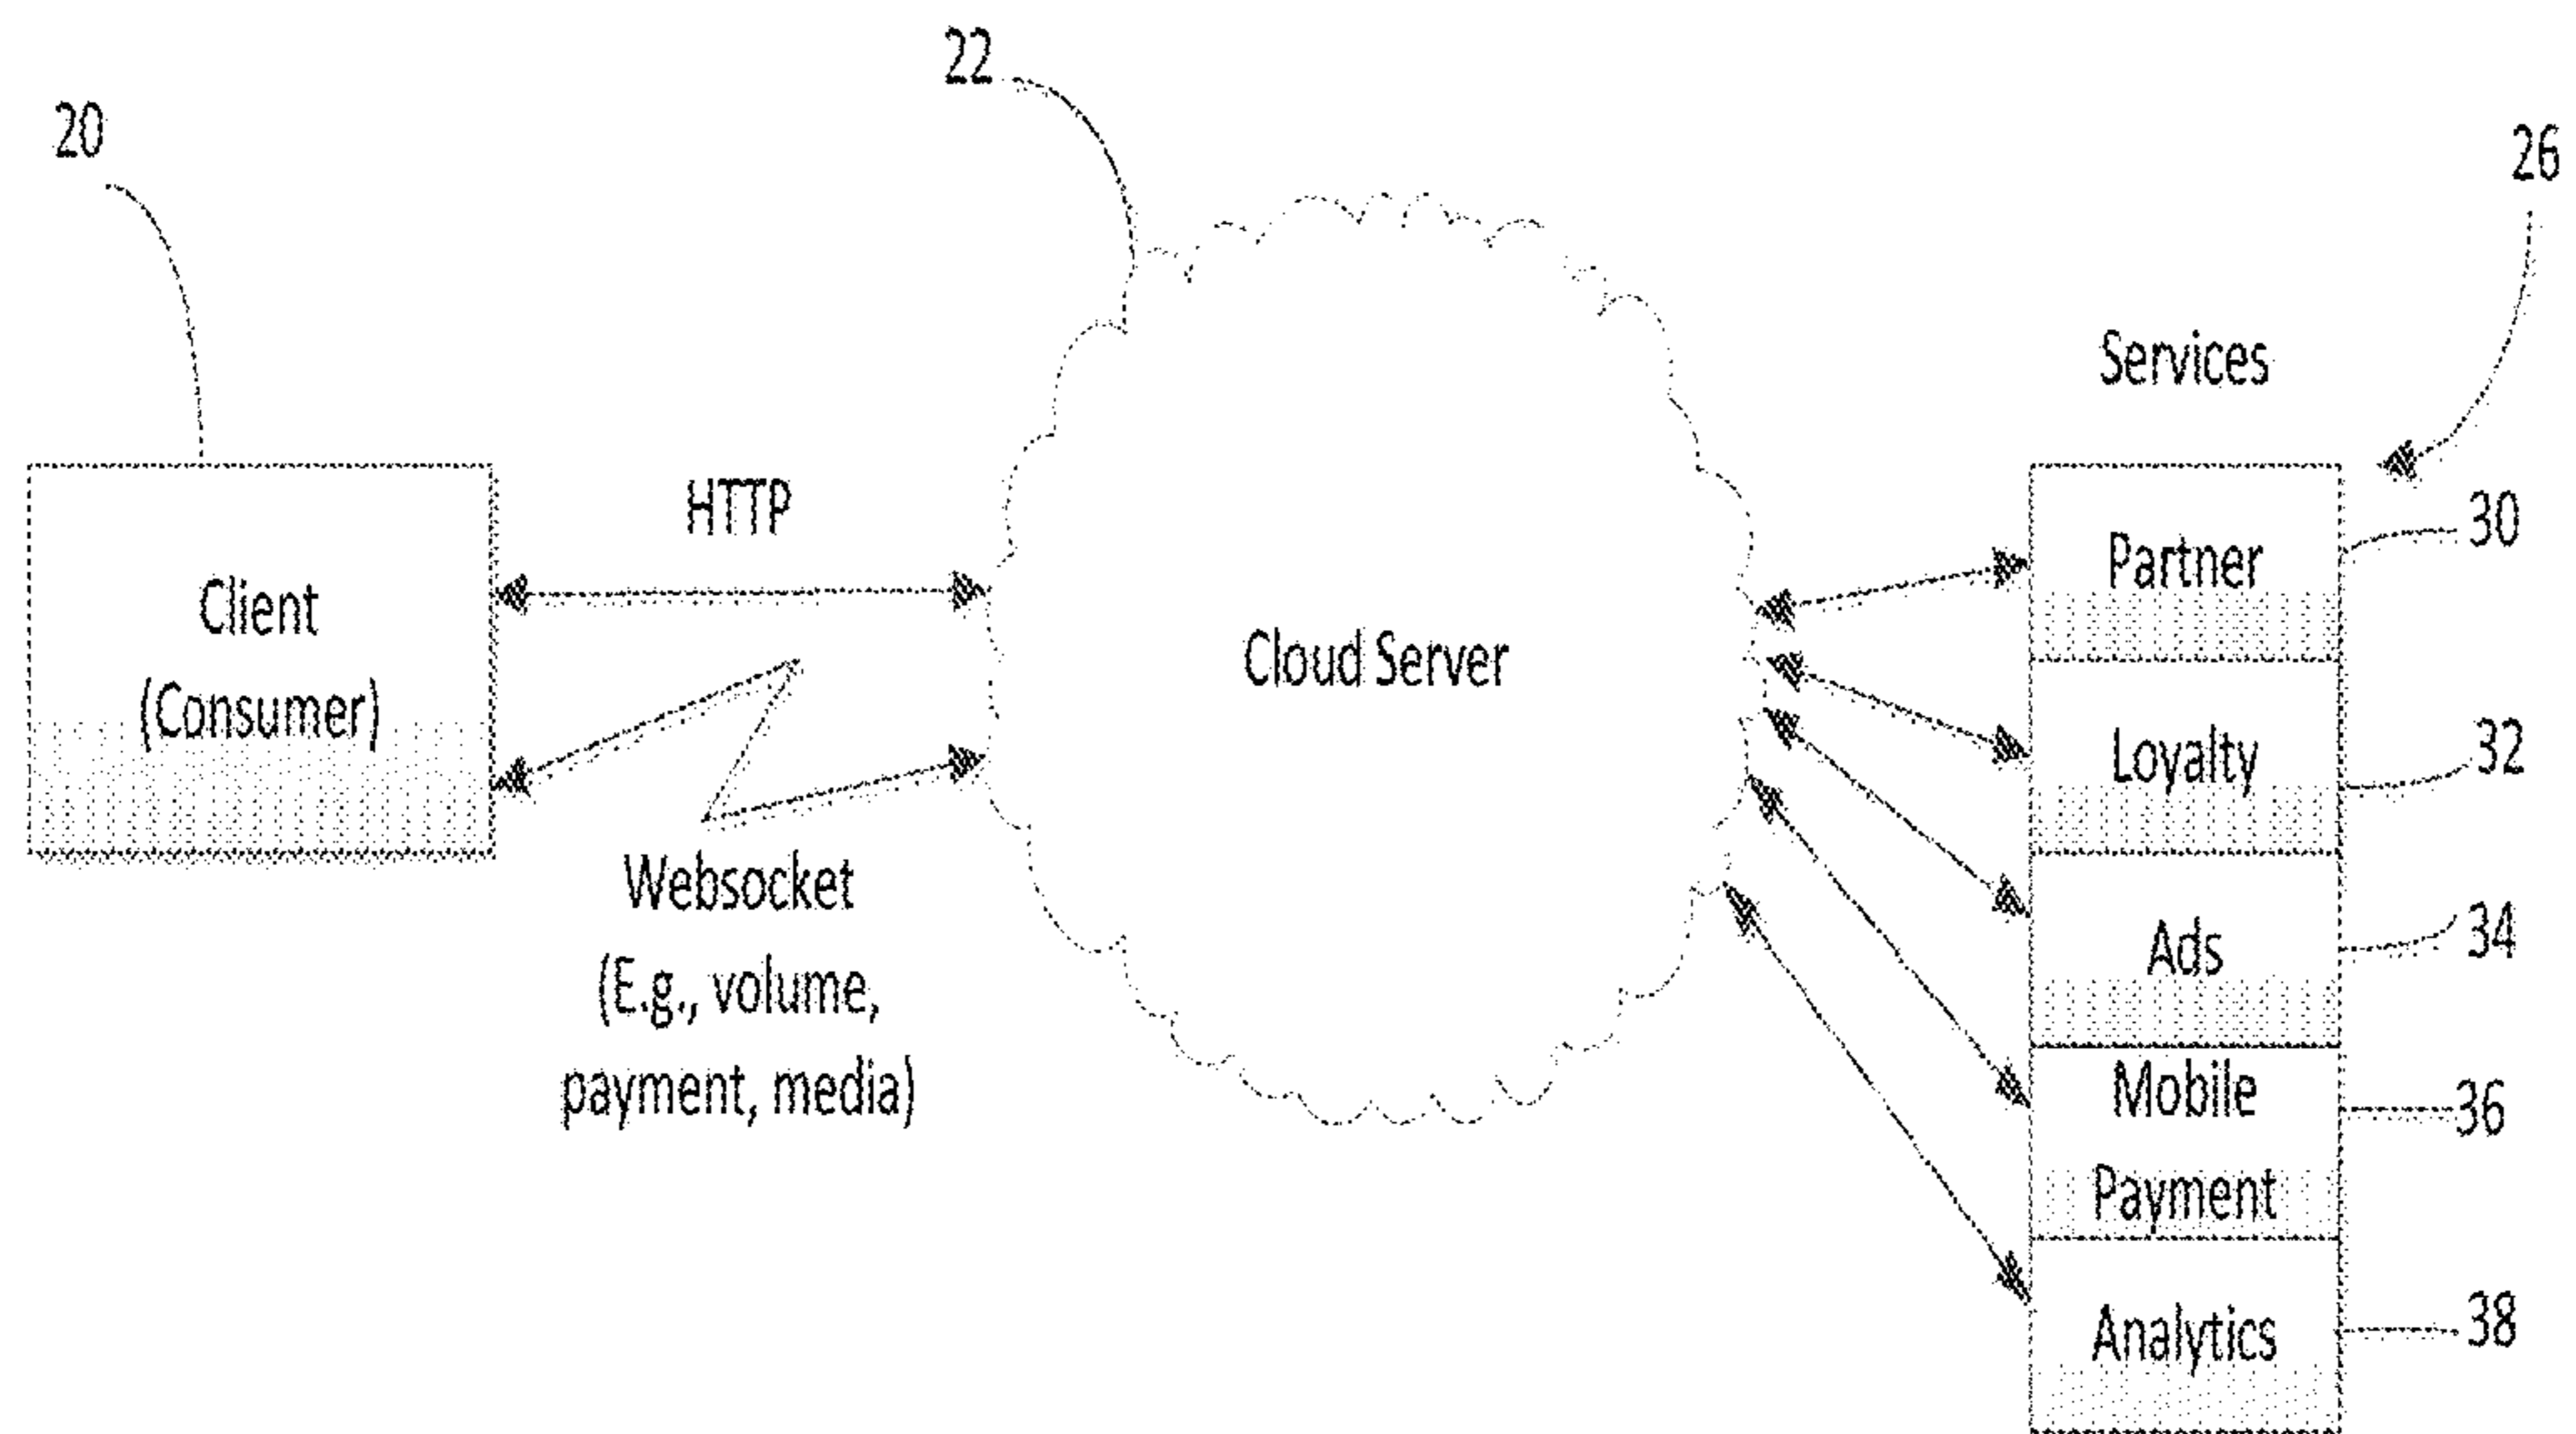 22
20
26
Services
HTTP
30
Partner
Client
(Consumer)
Cloud Server
32
Loyalty
Websocket
(E.g., volume,
payment, media)
34
Ads
Mobile
Payment
36
Analytics
38